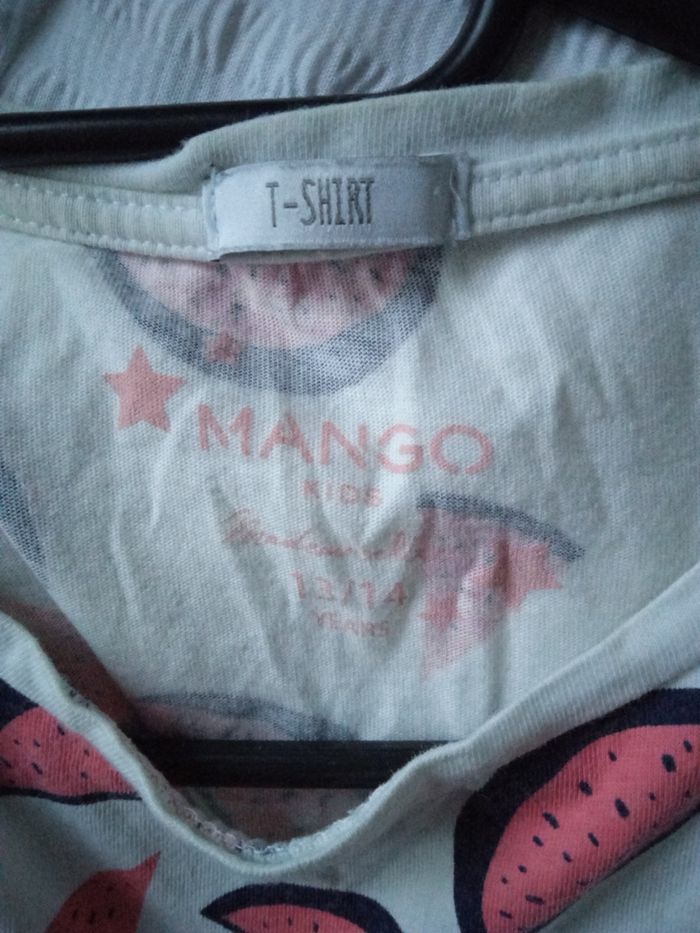 T-SHIRT
MANGO
KIDS
13/14
YEARS